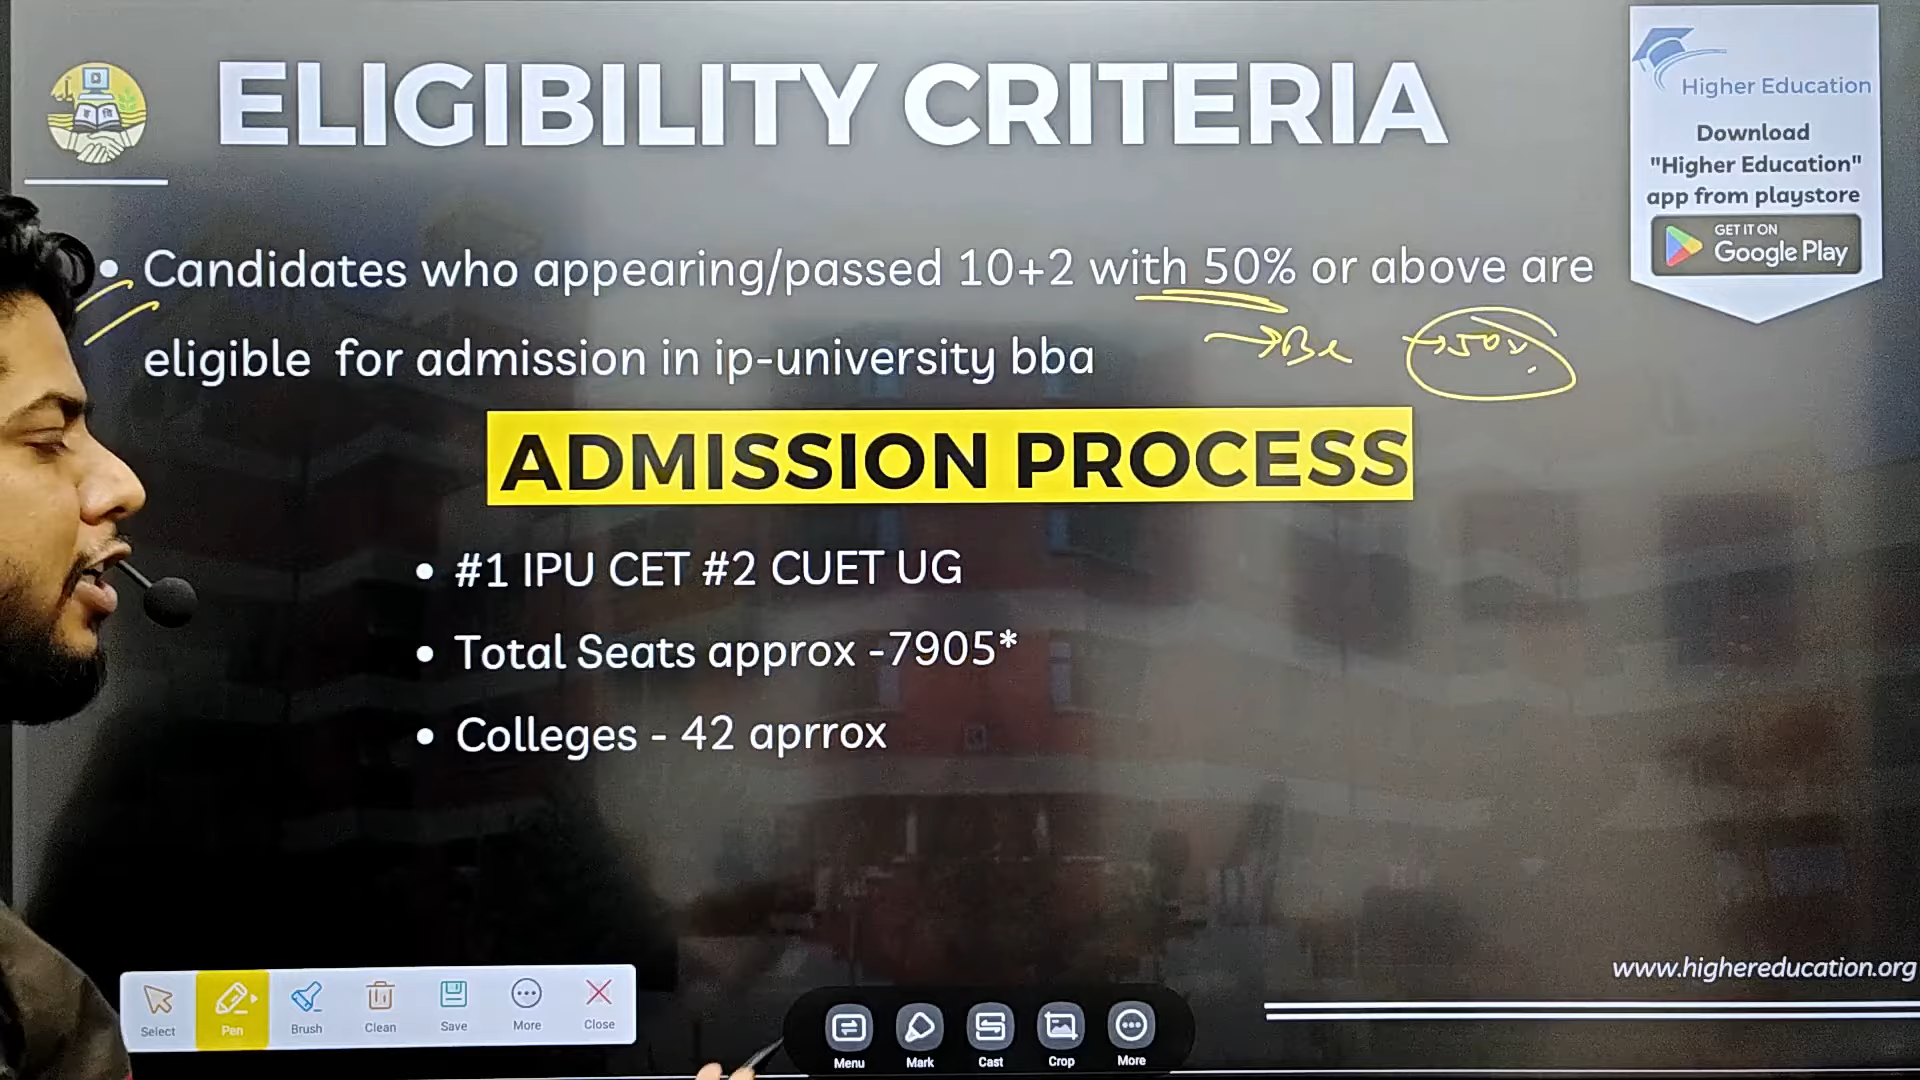 ELIGIBILITY CRITERIA
Higher Education
Download
"Higher Education"
app from playstore
GET IT ON
Google Play
• Candidates who appearing/passed 10+2 with 50% or above are
eligible for admission in ip-university bba
→50%
ADMISSION PROCESS
• #1 IPU CET #2 CUET UG
• Total Seats approx -7905*
• Colleges - 42 aprrox
www.highereducation.org
Select Pen Brush Clean Save More Close
Menu Mark Cast Crop More